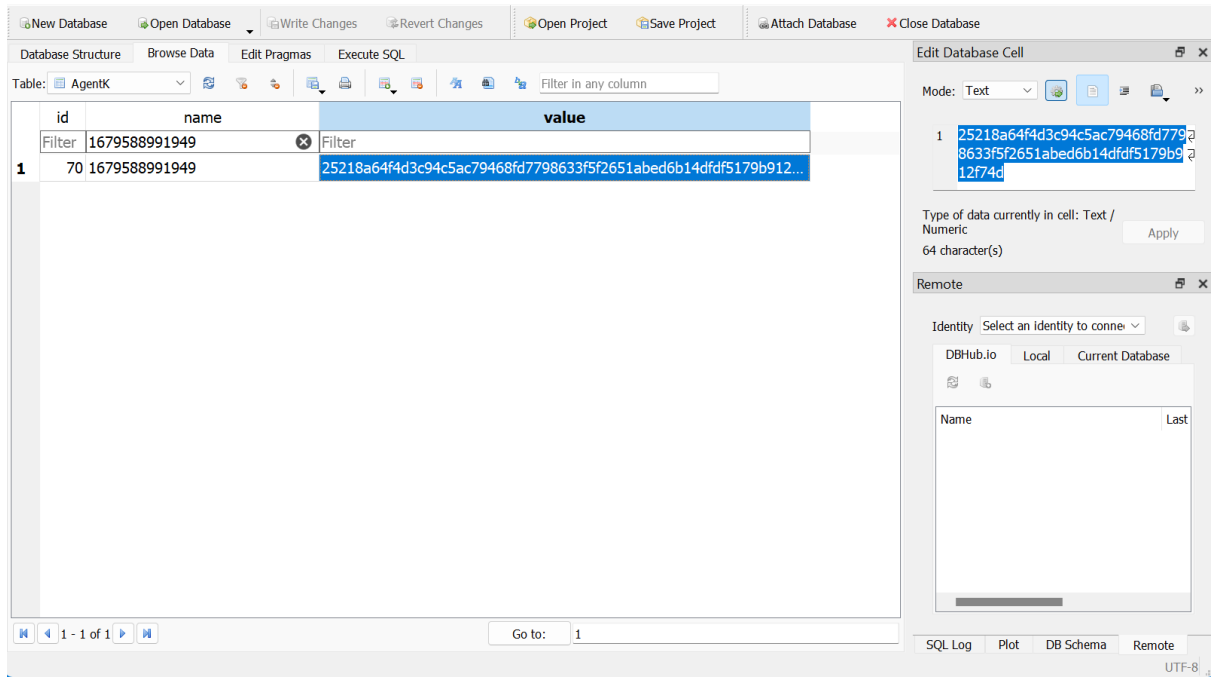 New Database Open Database Write Changes Revert Changes Open Project Save Project Attach Database Close Database
Database Structure Browse Data Edit Pragmas Execute SQL
Table: AgentK Filter in any column
id name value
Filter 1679588991949 Filter
1 70 1679588991949 25218a64f4d3c94c5ac79468fd7798633f5f2651abed6b14dfdf5179b912...
1 - 1 of 1 Go to: 1
Edit Database Cell
Mode: Text
1 25218a64f4d3c94c5ac79468fd779
8633f5f2651abed6b14dfdf5179b9
12f74d
Type of data currently in cell: Text /
Numeric
Apply
64 character(s)
Remote
Identity Select an identity to conne
DBHub.io Local Current Database
Name Last
SQL Log Plot DB Schema Remote
UTF-8